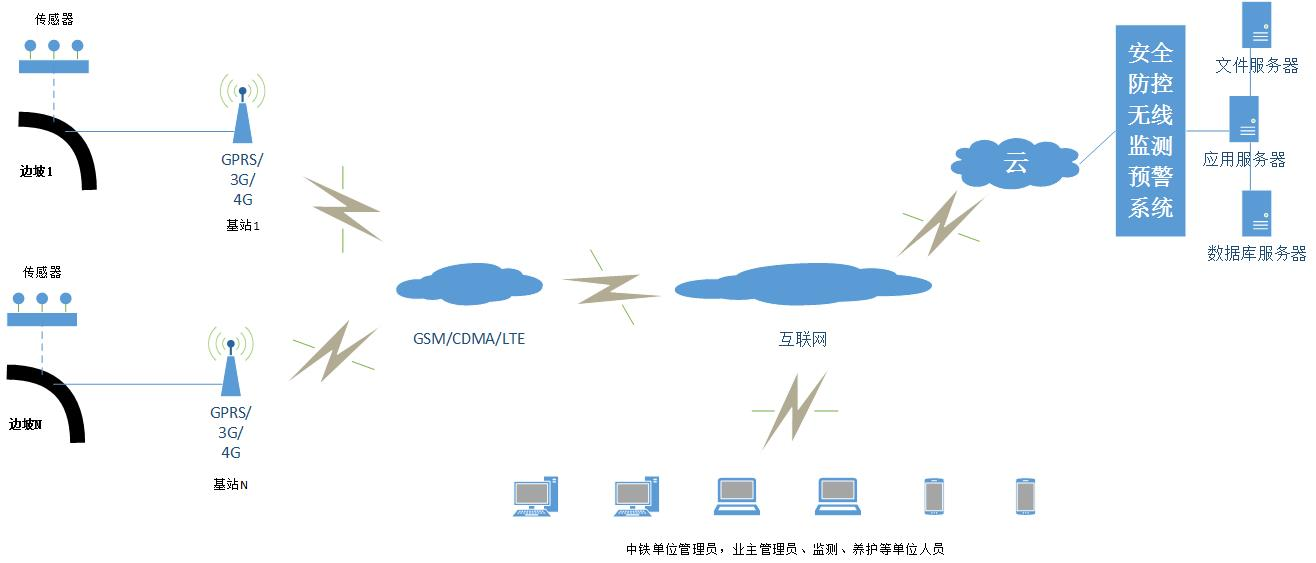 传感器
边坡1
GPRS/
3G/
4G
基站1
传感器
边坡N
GPRS/
3G/
4G
基站N
GSM/CDMA/LTE
互联网
云
安全
防控
无线
监测
预警
系统
文件服务器
应用服务器
数据库服务器
中铁单位管理员，业主管理员、监测、养护等单位人员